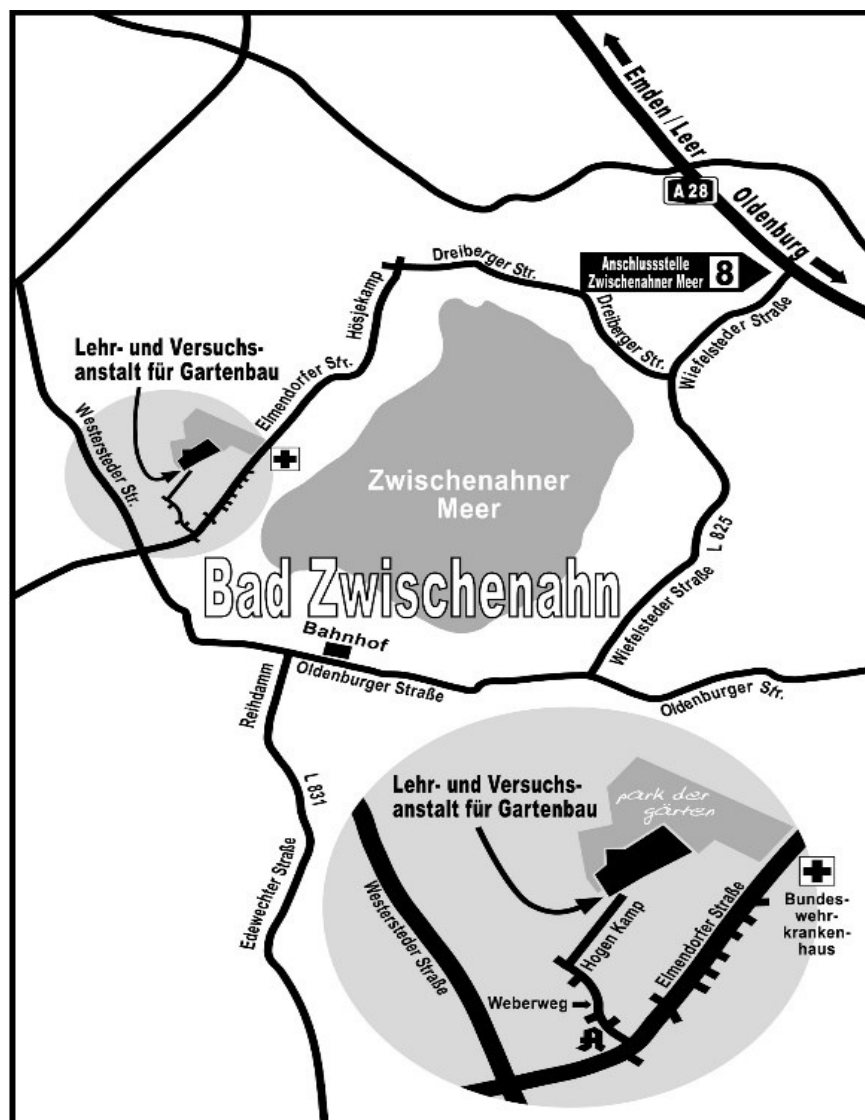 Emden / Leer
A 28
Oldenburg
Dreiberger Str.
Anschlussstelle
Zwischenahner Meer
8
Hösjekamp
Dreiberger Str.
Wiefelsteder Straße
Lehr- und Versuchs-
anstalt für Gartenbau
Elmendorfer Str.
Westersteder Str.
Zwischenahner
Meer
L 825
Bad Zwischenahn
Wiefelsteder Straße
Bahnhof
Oldenburger Straße
Oldenburger Str.
Reihdamm
L 831
Edewechter Straße
Lehr- und Versuchs-
anstalt für Gartenbau
park der
gärten
Westersteder Straße
Hogen Kamp
Elmendorfer Straße
Bundes-
wehr-
kranken-
haus
Weberweg